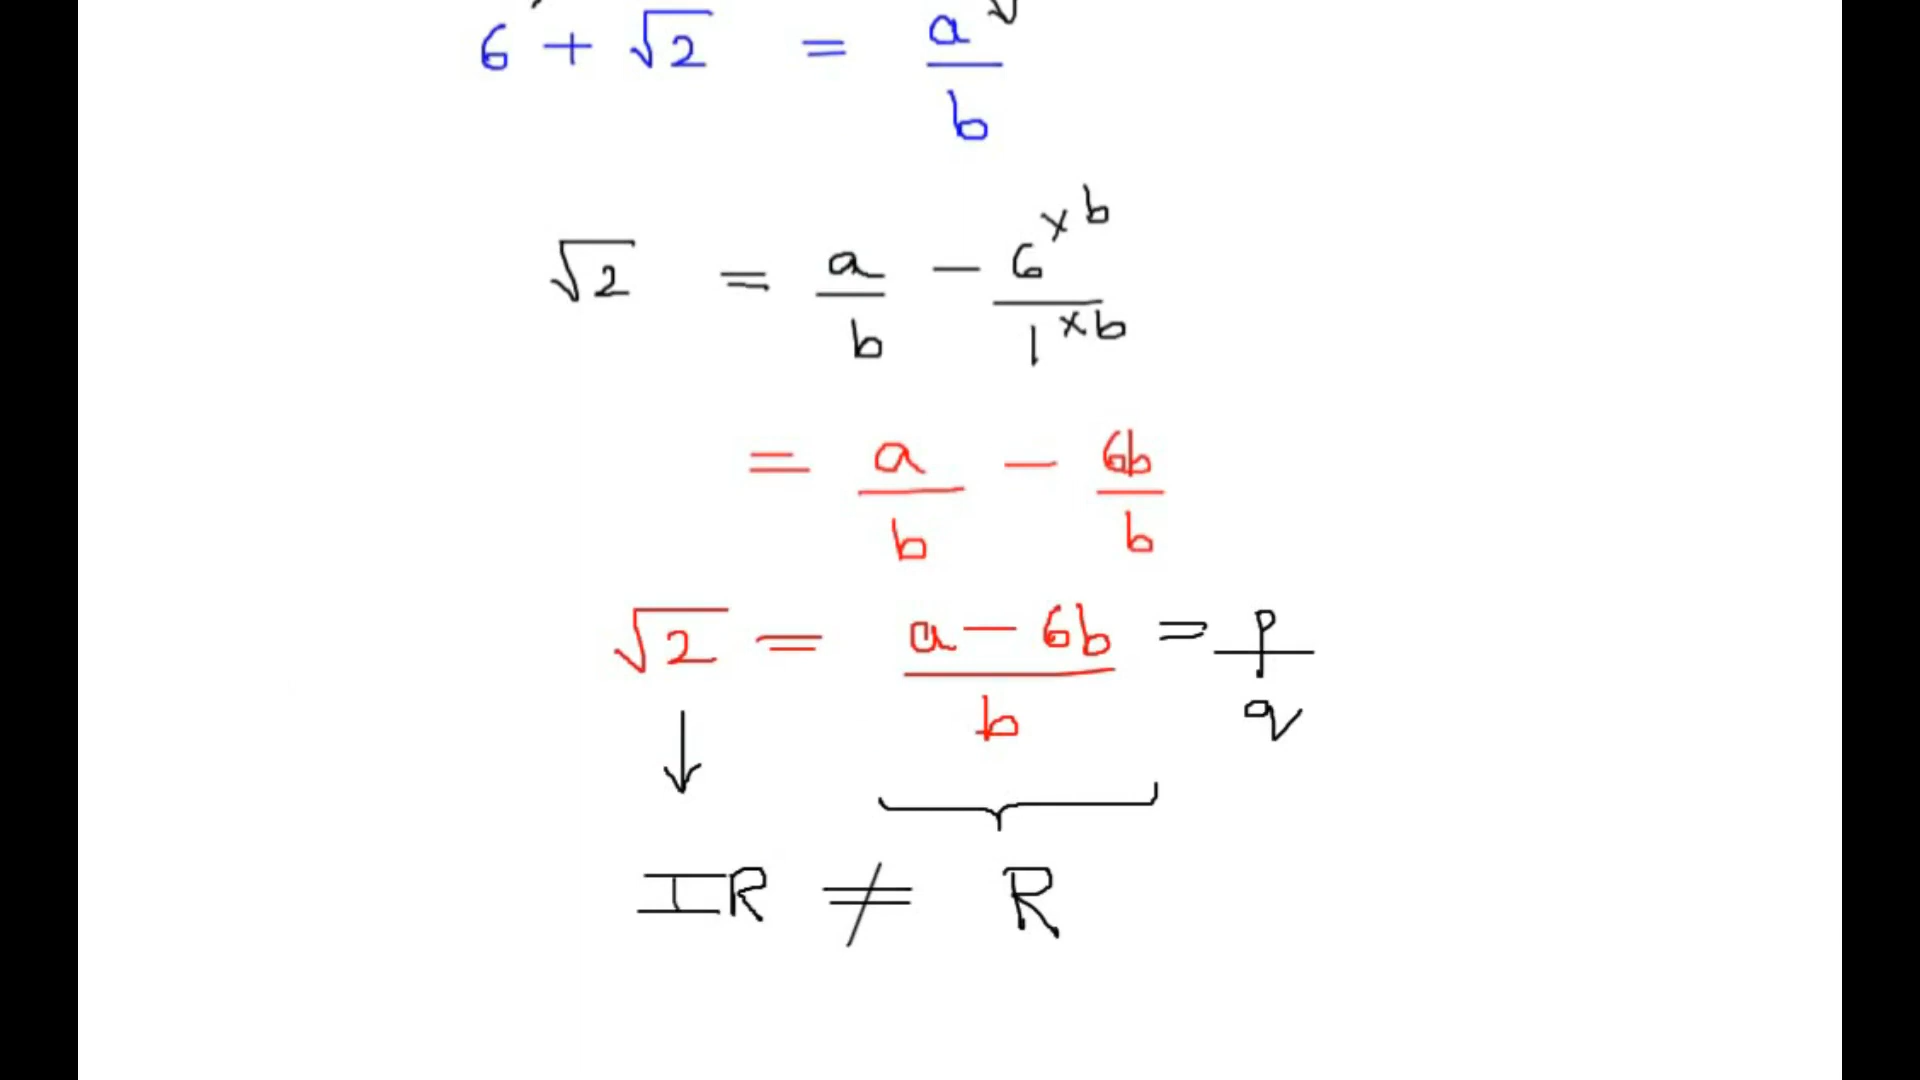 6 + √2 = a/b
√2 = a/b - 6×b/1×b
= a/b - 6b/b
√2 = a - 6b/b = p/q
↓
IR ≠ R